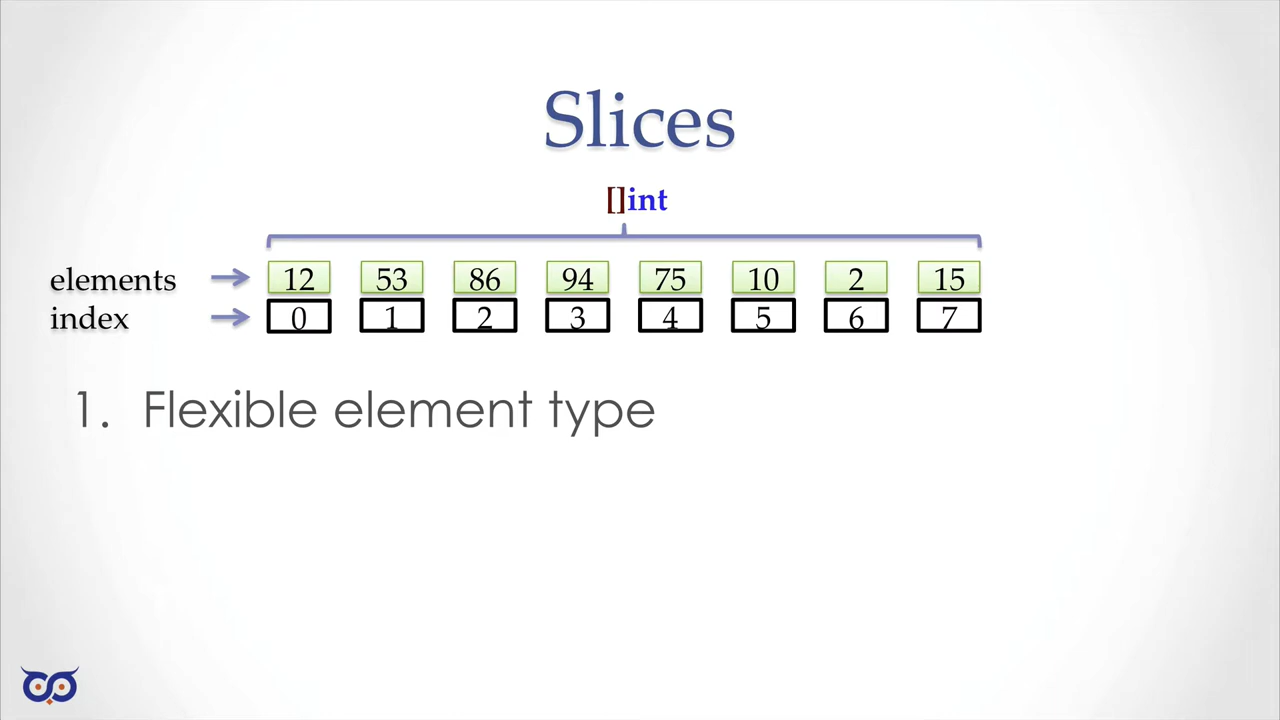 Slices
[]int
elements 12 53 86 94 75 10 2 15
index 0 1 2 3 4 5 6 7
1. Flexible element type